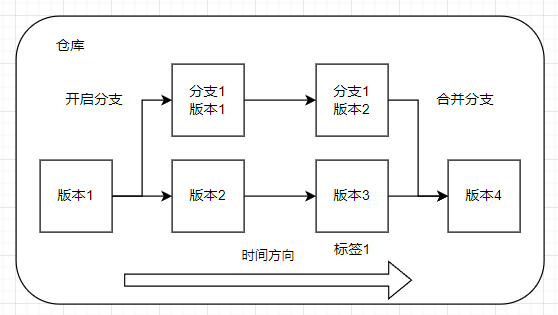 仓库
开启分支
分支1
版本1
分支1
版本2
合并分支
版本1
版本2
版本3
版本4
时间方向
标签1